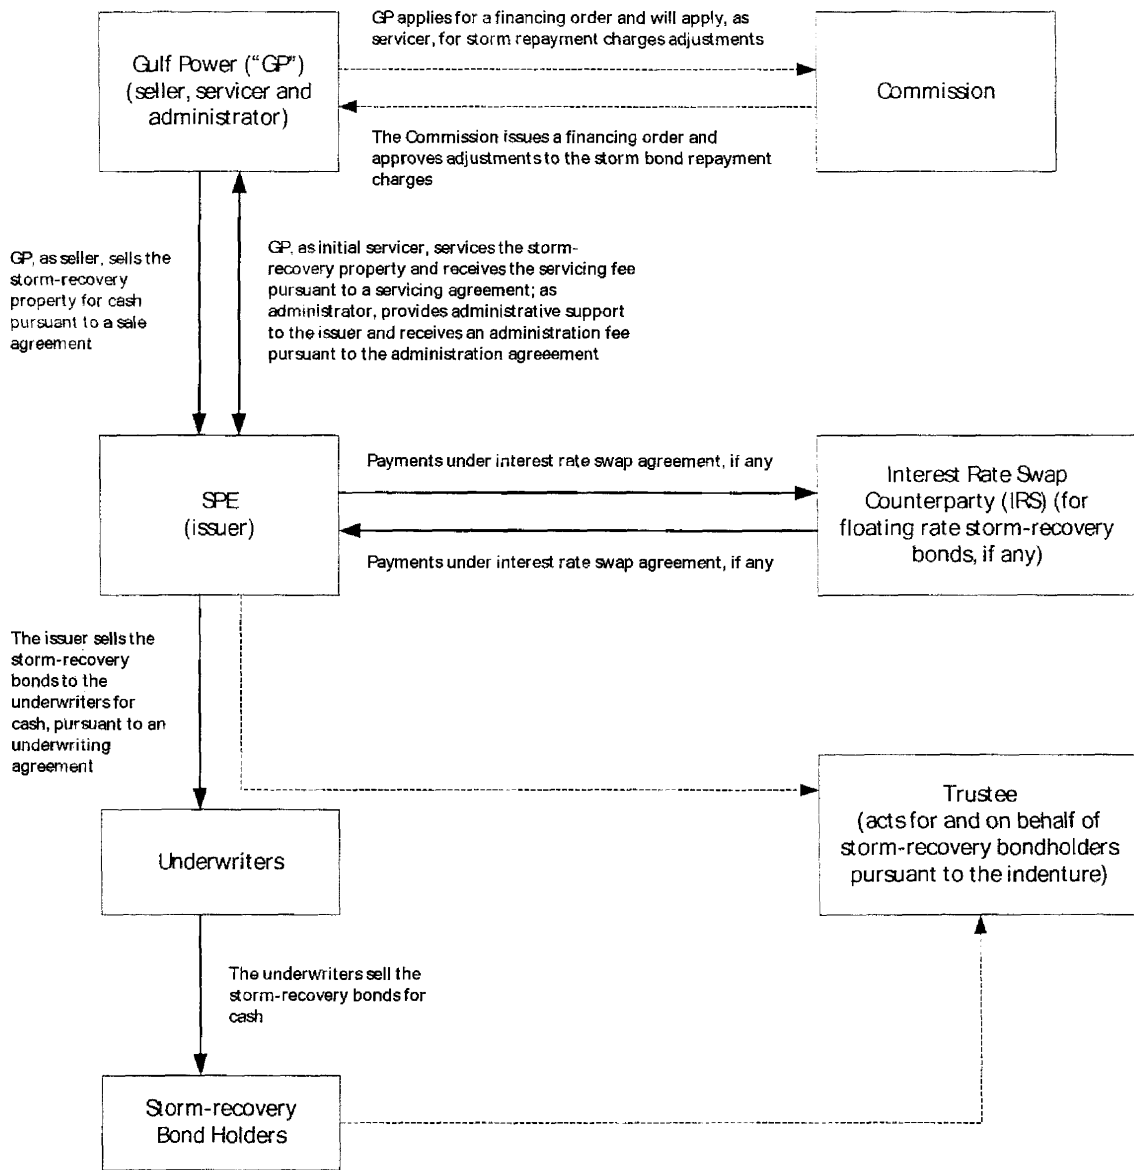 GP applies for a financing order and will apply, as
servicer, for storm repayment charges adjustments
Gulf Power (“GP”)
(seller, servicer and
administrator)
Commission
The Commission issues a financing order and
approves adjustments to the storm bond repayment
charges
GP, as seller, sells the
storm-recovery
property for cash
pursuant to a sale
agreement
GP, as initial servicer, services the storm-
recovery property and receives the servicing fee
pursuant to a servicing agreement; as
administrator, provides administrative support
to the issuer and receives an administration fee
pursuant to the administration agreeement
SPE
(issuer)
Payments under interest rate swap agreement, if any
Payments under interest rate swap agreement, if any
Interest Rate Swap
Counterparty (IRS) (for
floating rate storm-recovery
bonds, if any)
The issuer sells the
storm-recovery
bonds to the
underwriters for
cash, pursuant to an
underwriting
agreement
Trustee
(acts for and on behalf of
storm-recovery bondholders
pursuant to the indenture)
Underwriters
The underwriters sell the
storm-recovery bonds for
cash
Storm-recovery
Bond Holders